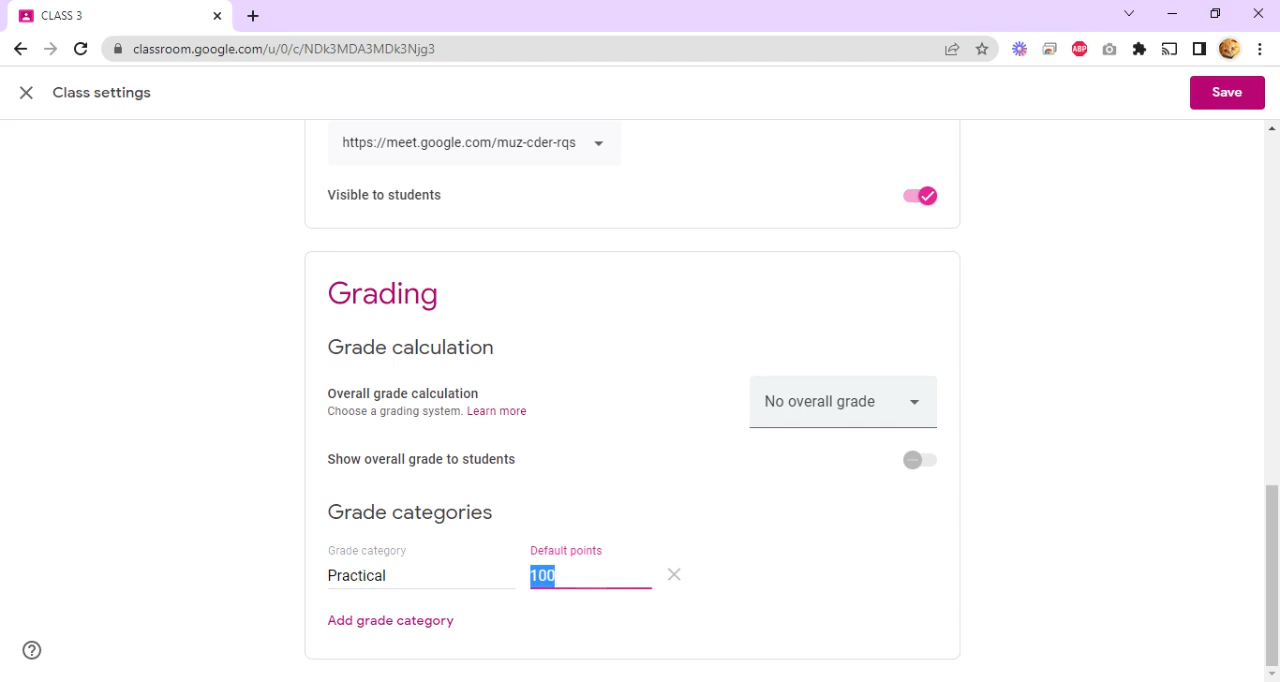 CLASS 3
classroom.google.com/u/0/c/NDk3MDA3MDk3Njg3
ABP
Class settings
Save
https://meet.google.com/muz-cder-rqs
Visible to students
Grading
Grade calculation
Overall grade calculation
No overall grade
Choose a grading system. Learn more
Show overall grade to students
Grade categories
Grade category Default points
Practical 100
Add grade category